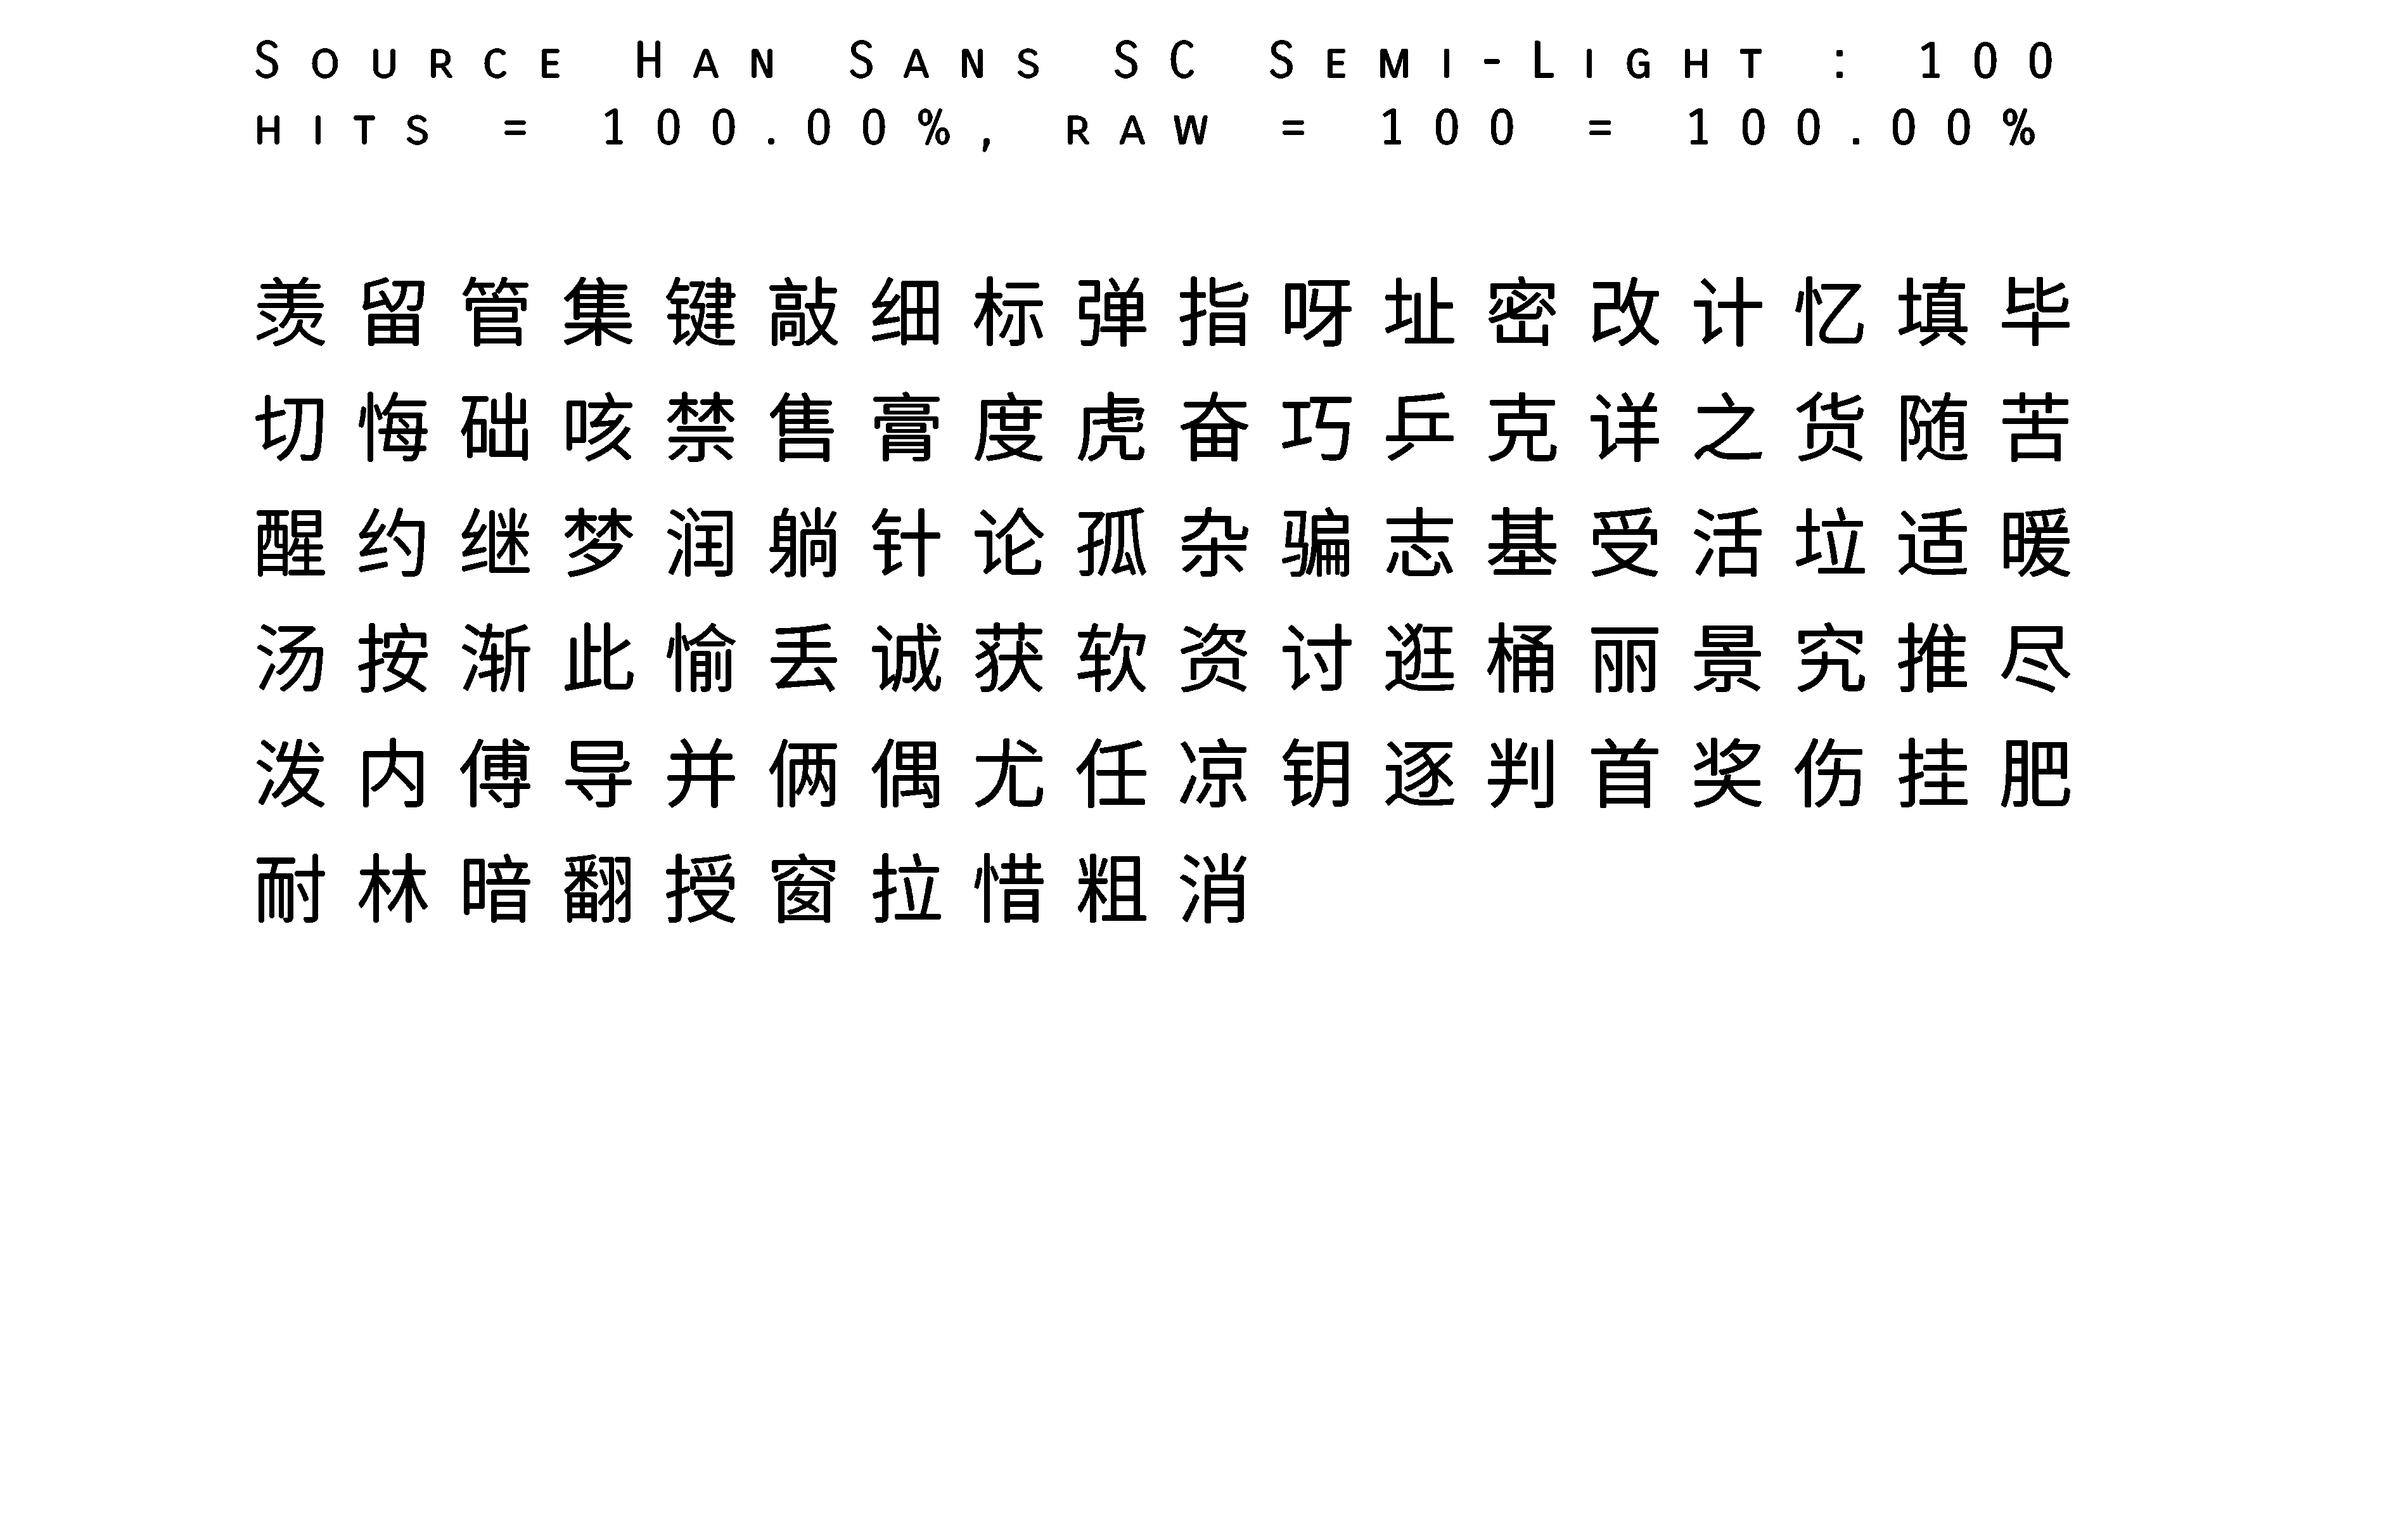 Source Han Sans SC Semi-Light : 100
hits = 100.00%, raw = 100 = 100.00%
羡留管集键敲细标弹指呀址密改计忆填毕
切悔础咳禁售膏度虎奋巧乒克详之货随苦
醒约继梦润躺针论孤杂骗志基受活垃适暖
汤按渐此愉丢诚获软资讨逛桶丽景究推尽
泼内傅导并俩偶尤任凉钥逐判首奖伤挂肥
耐林暗翻授窗拉惜粗消